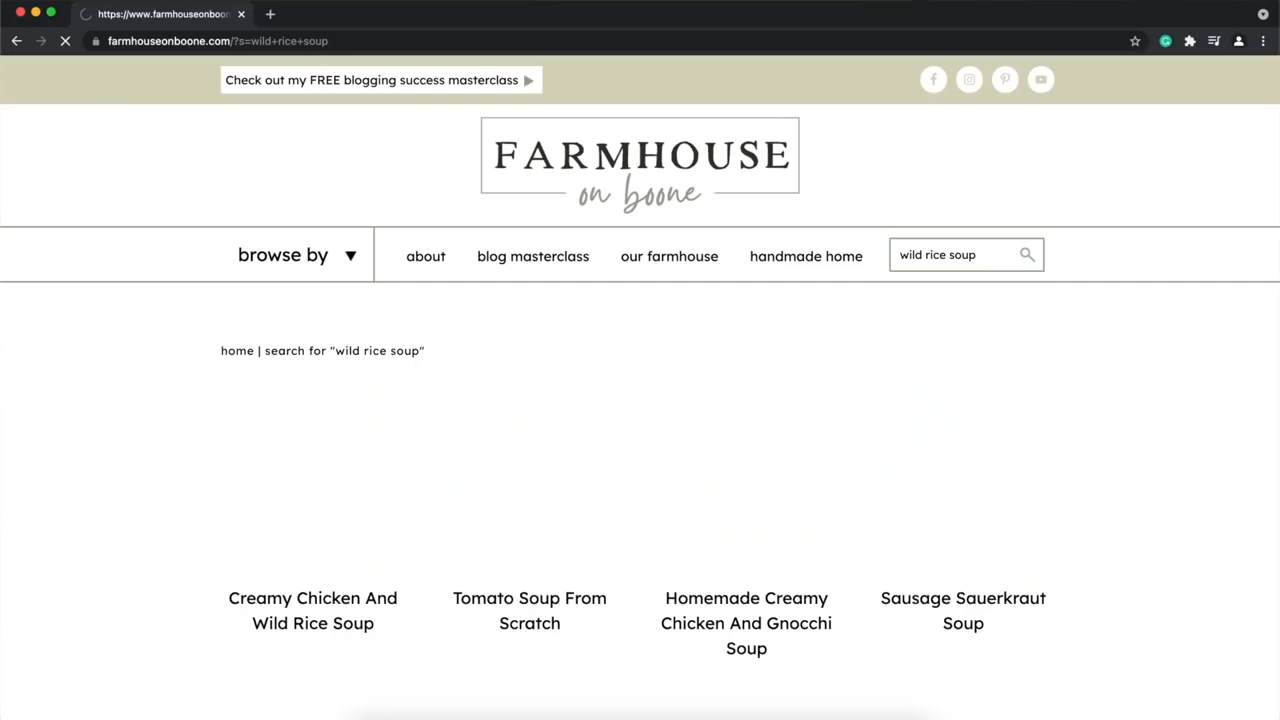 https://www.farmhouseonboon
farmhouseonboone.com/?s=wild+rice+soup
Check out my FREE blogging success masterclass
FARMHOUSE
on boone
browse by
about
blog masterclass
our farmhouse
handmade home
wild rice soup
home | search for "wild rice soup"
Creamy Chicken And
Wild Rice Soup
Tomato Soup From
Scratch
Homemade Creamy
Chicken And Gnocchi
Soup
Sausage Sauerkraut
Soup